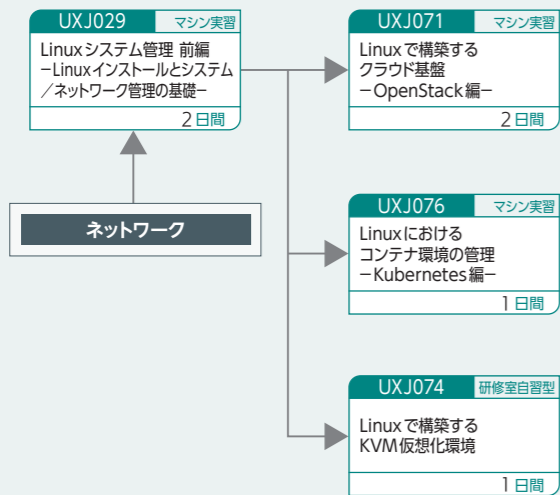 UXJ029 マシン実習
Linuxシステム管理 前編
−Linuxインストールとシステム
／ネットワーク管理の基礎−
2日間
ネットワーク
UXJ071 マシン実習
Linuxで構築する
クラウド基盤
−OpenStack編−
2日間
UXJ076 マシン実習
Linuxにおける
コンテナ環境の管理
−Kubernetes編−
1日間
UXJ074 研修室自習型
Linuxで構築する
KVM仮想化環境
1日間